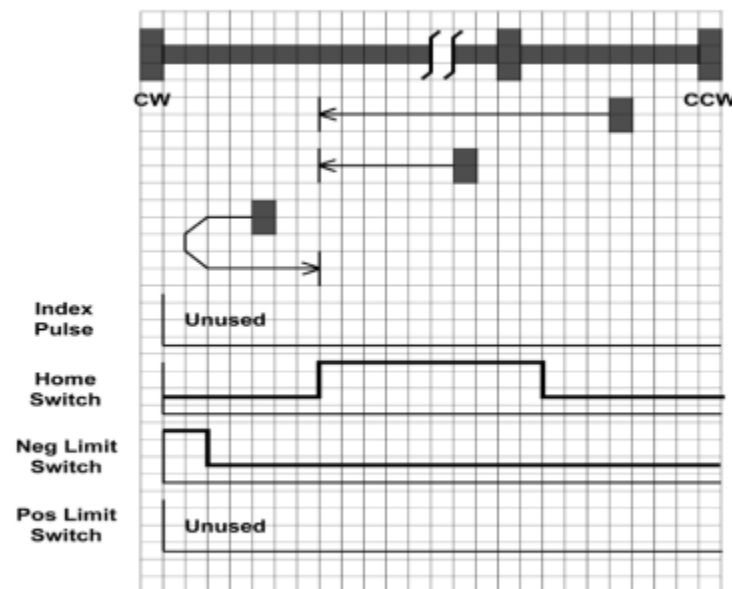 CW
CCW
Index
Pulse
Unused
Home
Switch
Neg Limit
Switch
Pos Limit
Switch
Unused